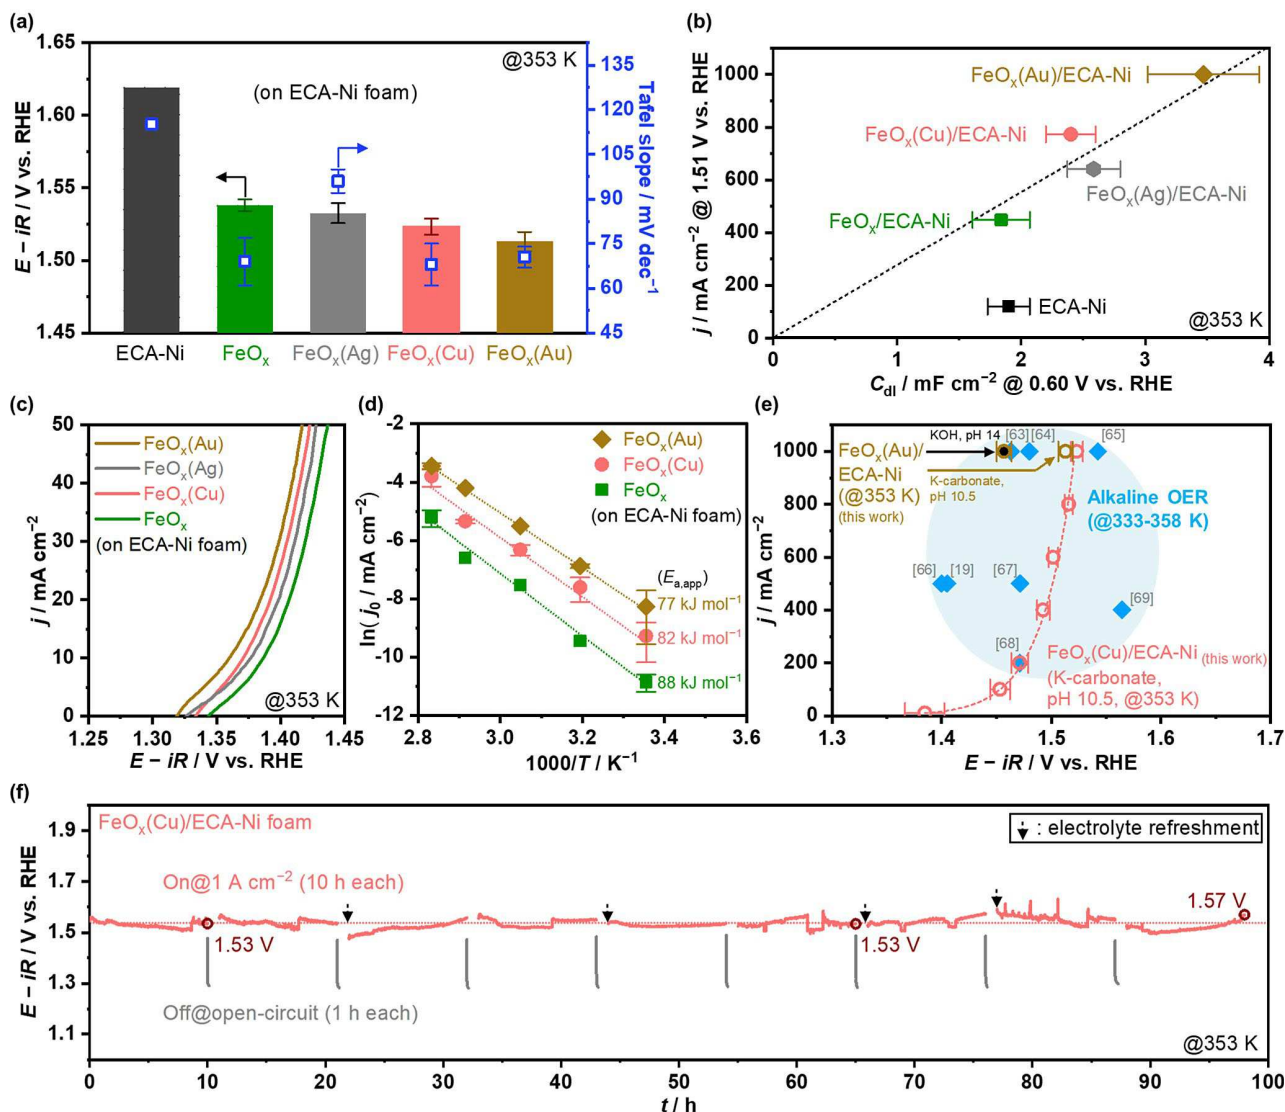 (a)
1.65
1.60
1.55
1.50
1.45
E − iR / V vs. RHE
@353 K
(on ECA-Ni foam)
135
120
105
90
75
60
45
Tafel slope / mV dec⁻¹
ECA-Ni
FeOₓ
FeOₓ(Ag)
FeOₓ(Cu)
FeOₓ(Au)
(b)
1000
800
600
400
200
0
j / mA cm⁻² @ 1.51 V vs. RHE
FeOₓ(Au)/ECA-Ni
FeOₓ(Cu)/ECA-Ni
FeOₓ(Ag)/ECA-Ni
FeOₓ/ECA-Ni
ECA-Ni
@353 K
0 1 2 3 4
C_dl / mF cm⁻² @ 0.60 V vs. RHE
(c)
50
40
30
20
10
0
j / mA cm⁻²
FeOₓ(Au)
FeOₓ(Ag)
FeOₓ(Cu)
FeOₓ
(on ECA-Ni foam)
@353 K
1.25 1.30 1.35 1.40 1.45
E − iR / V vs. RHE
(d)
-2
-4
-6
-8
-10
-12
ln( j₀ / mA cm⁻²)
FeOₓ(Au)
FeOₓ(Cu)
FeOₓ
(on ECA-Ni foam)
(E_a,app)
77 kJ mol⁻¹
82 kJ mol⁻¹
88 kJ mol⁻¹
2.8 3.0 3.2 3.4 3.6
1000/T / K⁻¹
(e)
1000
800
600
400
200
0
j / mA cm⁻²
FeOₓ(Au)/
ECA-Ni
(@353 K)
(this work)
KOH, pH 14
[63] [64] [65]
K-carbonate,
pH 10.5
Alkaline OER
(@333-358 K)
[66] [19] [67]
[69]
[68]
FeOₓ(Cu)/ECA-Ni (this work)
(K-carbonate,
pH 10.5, @353 K)
1.3 1.4 1.5 1.6 1.7
E − iR / V vs. RHE
(f)
1.9
1.7
1.5
1.3
1.1
E − iR / V vs. RHE
FeOₓ(Cu)/ECA-Ni foam
: electrolyte refreshment
On@1 A cm⁻² (10 h each)
1.57 V
1.53 V
1.53 V
Off@open-circuit (1 h each)
@353 K
0 10 20 30 40 50 60 70 80 90 100
t / h